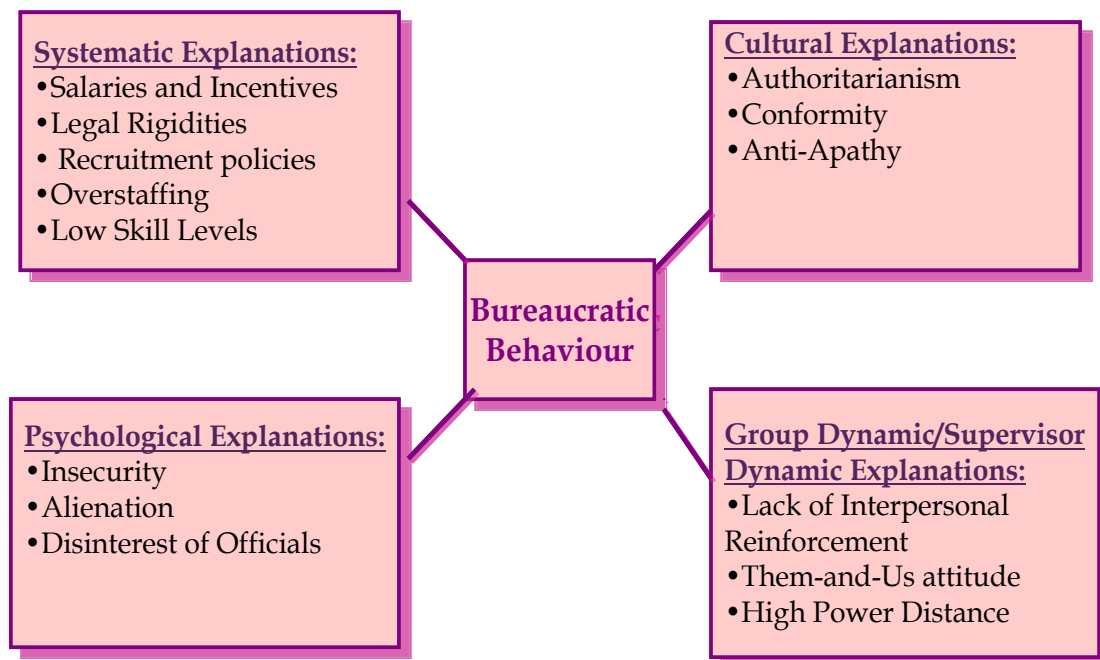 Systematic Explanations:
•Salaries and Incentives
•Legal Rigidities
• Recruitment policies
•Overstaffing
•Low Skill Levels
Cultural Explanations:
•Authoritarianism
•Conformity
•Anti-Apathy
Bureaucratic
Behaviour
Psychological Explanations:
•Insecurity
•Alienation
•Disinterest of Officials
Group Dynamic/Supervisor
Dynamic Explanations:
•Lack of Interpersonal
Reinforcement
•Them-and-Us attitude
•High Power Distance